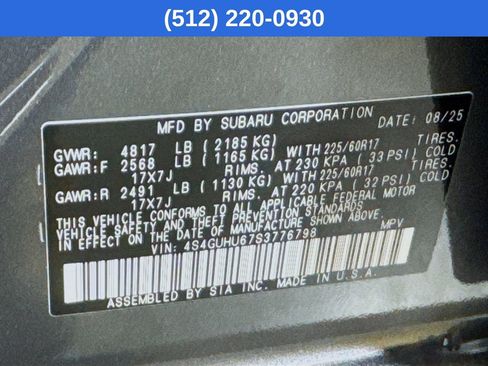 (512) 220-0930
MFD BY SUBARU CORPORATION DATE: 08/25
GVWR: 4817 LB (2185 KG)
GAWR:F 2568 LB (1165 KG) WITH 225/60R17 TIRES.
17X7J RIMS. AT 230 KPA (33 PSI) COLD
GAWR:R 2491 LB (1130 KG) WITH 225/60R17 TIRES.
17X7J RIMS. AT 220 KPA (32 PSI) COLD
THIS VEHICLE CONFORMS TO ALL APPLICABLE FEDERAL MOTOR
VEHICLE SAFETY AND THEFT PREVENTION STANDARDS
IN EFFECT ON THE DATE OF MANUFACTURE SHOWN ABOVE.
VIN: 4S4GUHU67S3776798 MPV
ASSEMBLED BY SIA INC. MADE IN U.S.A.